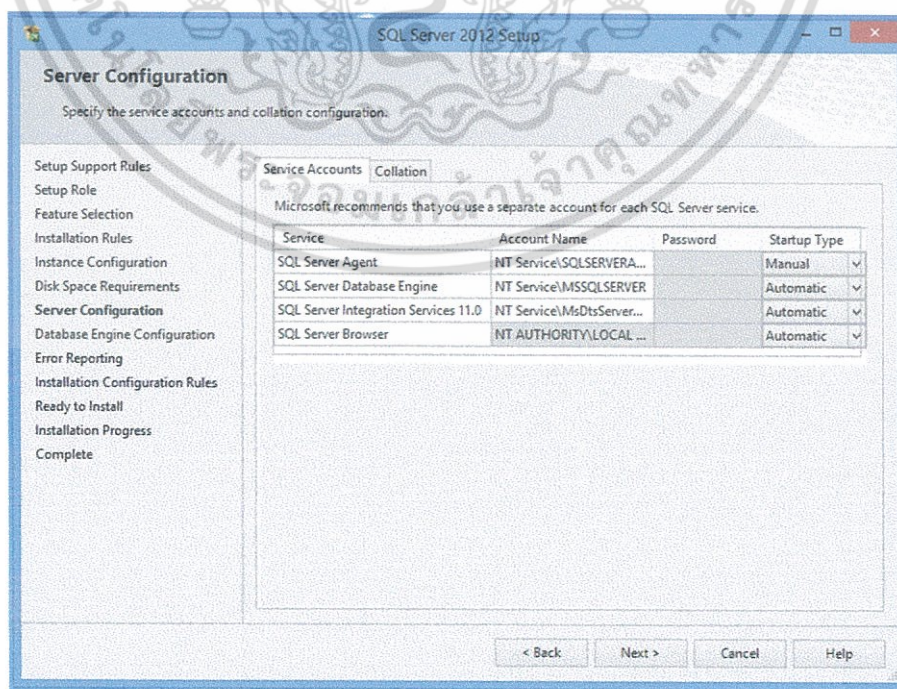 SQL Server 2012 Setup
Server Configuration
Specify the service accounts and collation configuration.
Setup Support Rules
Setup Role
Feature Selection
Installation Rules
Instance Configuration
Disk Space Requirements
Server Configuration
Database Engine Configuration
Error Reporting
Installation Configuration Rules
Ready to Install
Installation Progress
Complete
Service Accounts Collation
Microsoft recommends that you use a separate account for each SQL Server service.
Service Account Name Password Startup Type
SQL Server Agent NT Service\SQLSERVERA... Manual
SQL Server Database Engine NT Service\MSSQLSERVER Automatic
SQL Server Integration Services 11.0 NT Service\MsDtsServer... Automatic
SQL Server Browser NT AUTHORITY\LOCAL ... Automatic
< Back Next > Cancel Help